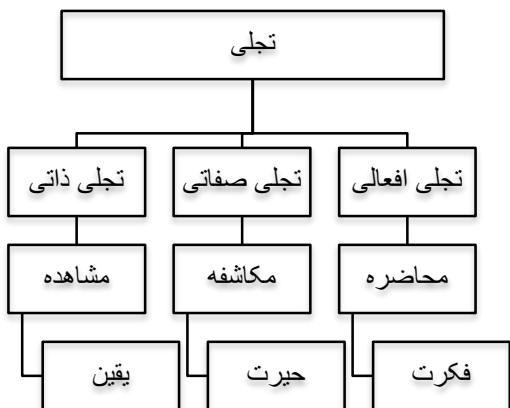 تجلی
تجلی افعالی
تجلی صفاتی
تجلی ذاتی
محاضره
مکاشفه
مشاهده
فکرت
حیرت
یقین